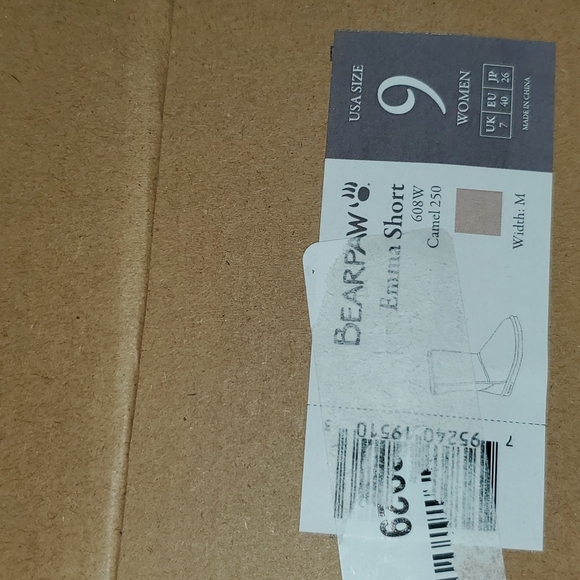 USA SIZE
9
WOMEN
UK EU JP
7 40 26
MADE IN CHINA
BEARPAW
Emma Short
608W
Camel 250
Width: M
7 95240 19510 3